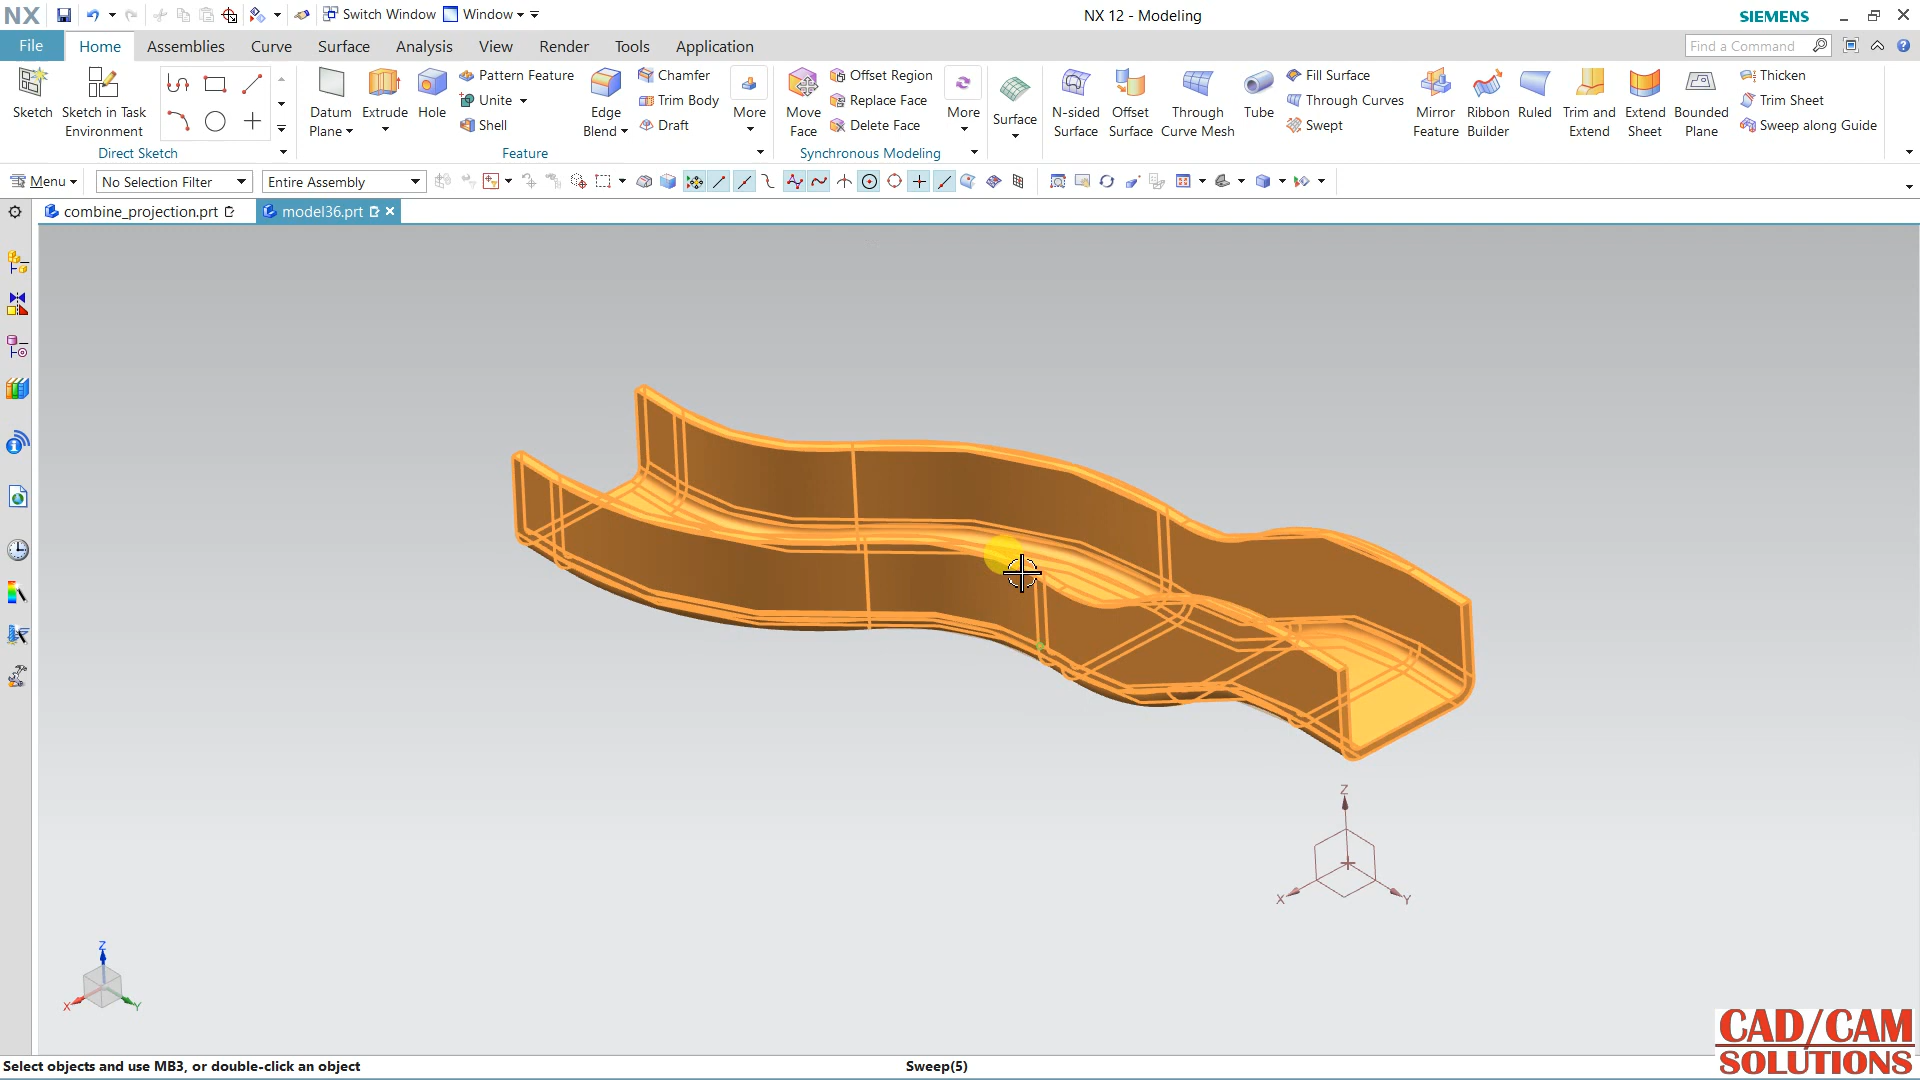 NX Switch Window Window NX 12 - Modeling SIEMENS
File Home Assemblies Curve Surface Analysis View Render Tools Application Find a Command
Sketch
Sketch in Task Environment
Direct Sketch
Datum Plane
Extrude
Hole
Pattern Feature
Unite
Shell
Edge Blend
Chamfer
Trim Body
Draft
More
Feature
Move Face
Offset Region
Replace Face
Delete Face
More
Synchronous Modeling
Surface
N-sided Surface
Offset Surface
Through Curve Mesh
Tube
Fill Surface
Through Curves
Swept
Mirror Feature
Ribbon Builder
Ruled
Trim and Extend
Extend Sheet
Bounded Plane
Thicken
Trim Sheet
Sweep along Guide
Menu No Selection Filter Entire Assembly
combine_projection.prt model36.prt
Z
X Y
Z
X Y
CAD/CAM
SOLUTIONS
Select objects and use MB3, or double-click an object Sweep(5)